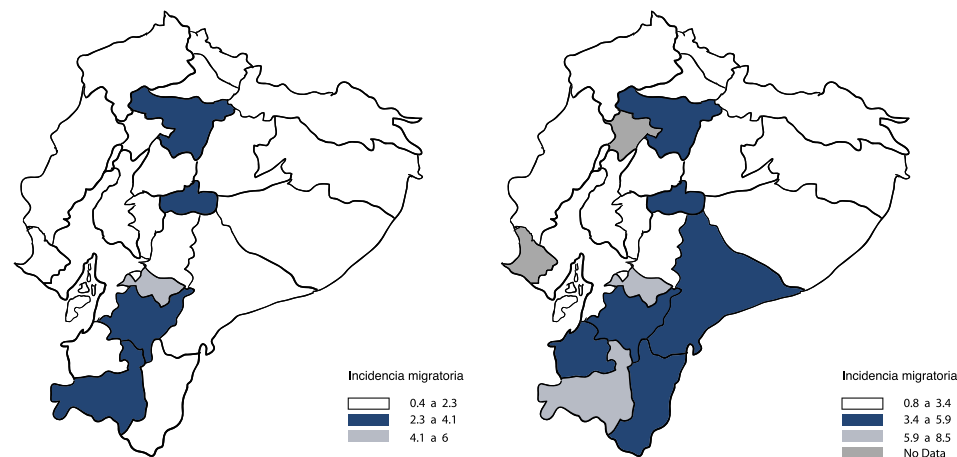 Incidencia migratoria
0.4 a 2.3
2.3 a 4.1
4.1 a 6
Incidencia migratoria
0.8 a 3.4
3.4 a 5.9
5.9 a 8.5
No Data